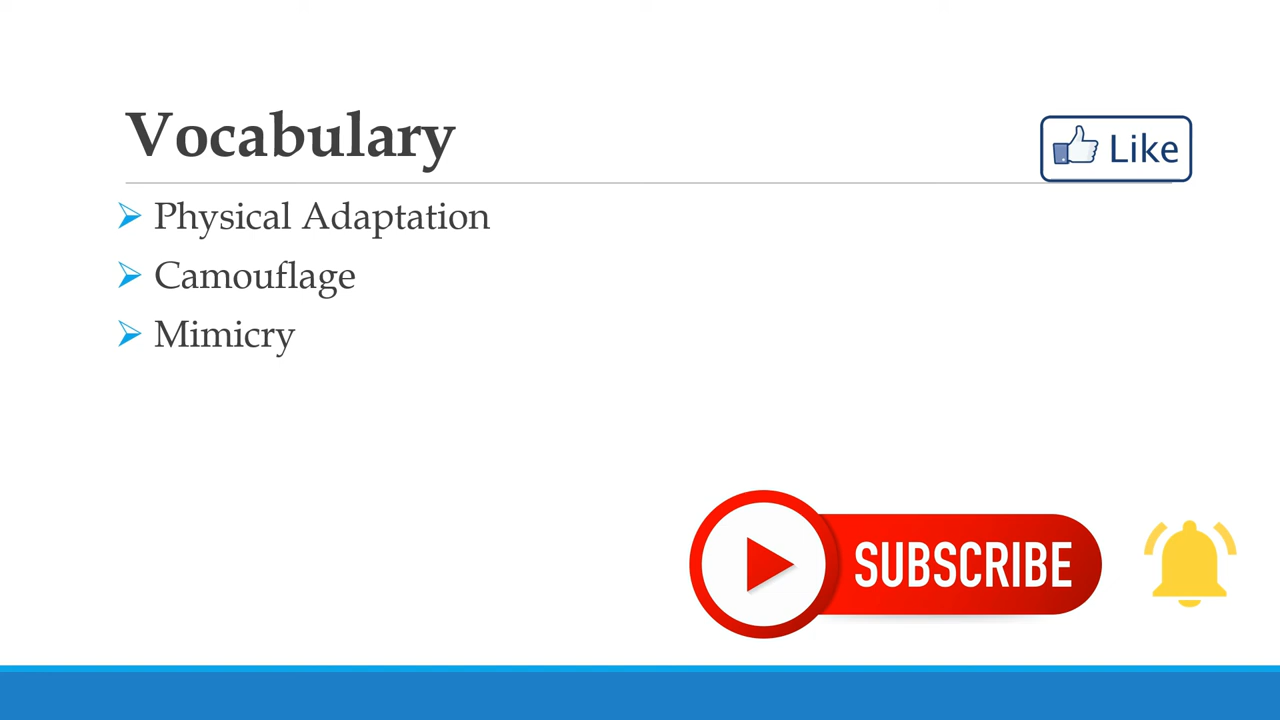 Vocabulary
Like
Physical Adaptation
Camouflage
Mimicry
SUBSCRIBE